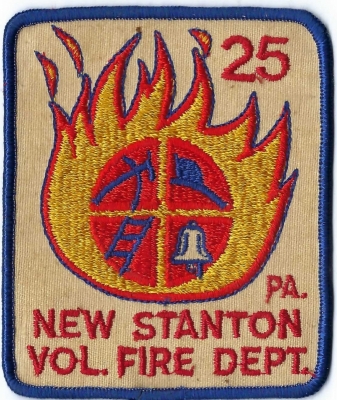 25
PA.
NEW STANTON
VOL. FIRE DEPT.